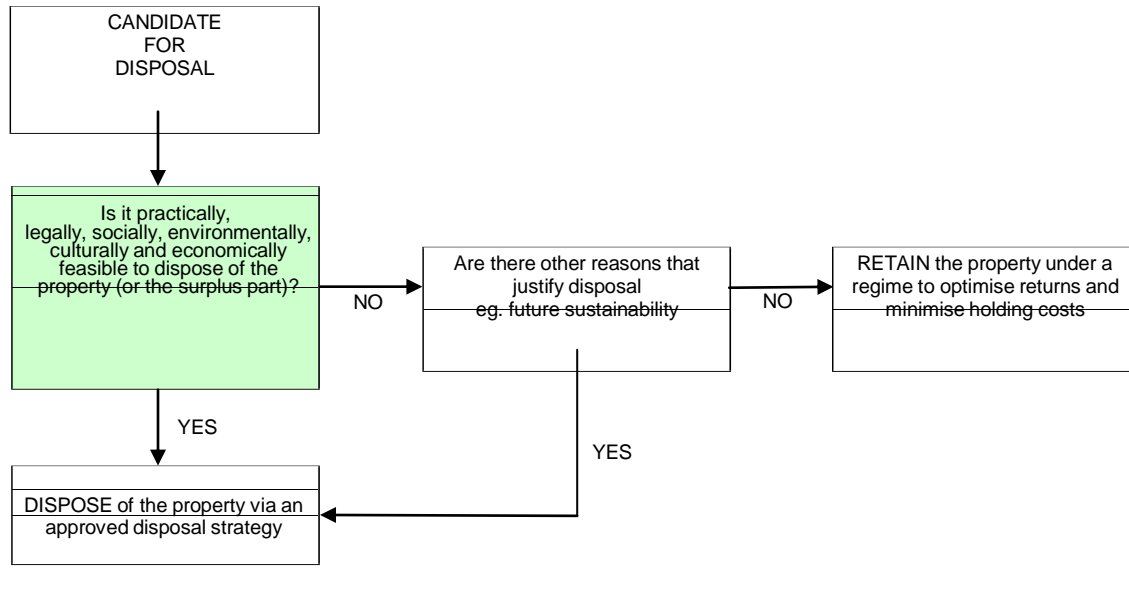 CANDIDATE
FOR
DISPOSAL
Is it practically,
legally, socially, environmentally,
culturally and economically
feasible to dispose of the
property (or the surplus part)?
NO
Are there other reasons that
justify disposal
eg. future sustainability
NO
RETAIN the property under a
regime to optimise returns and
minimise holding costs
YES
YES
DISPOSE of the property via an
approved disposal strategy